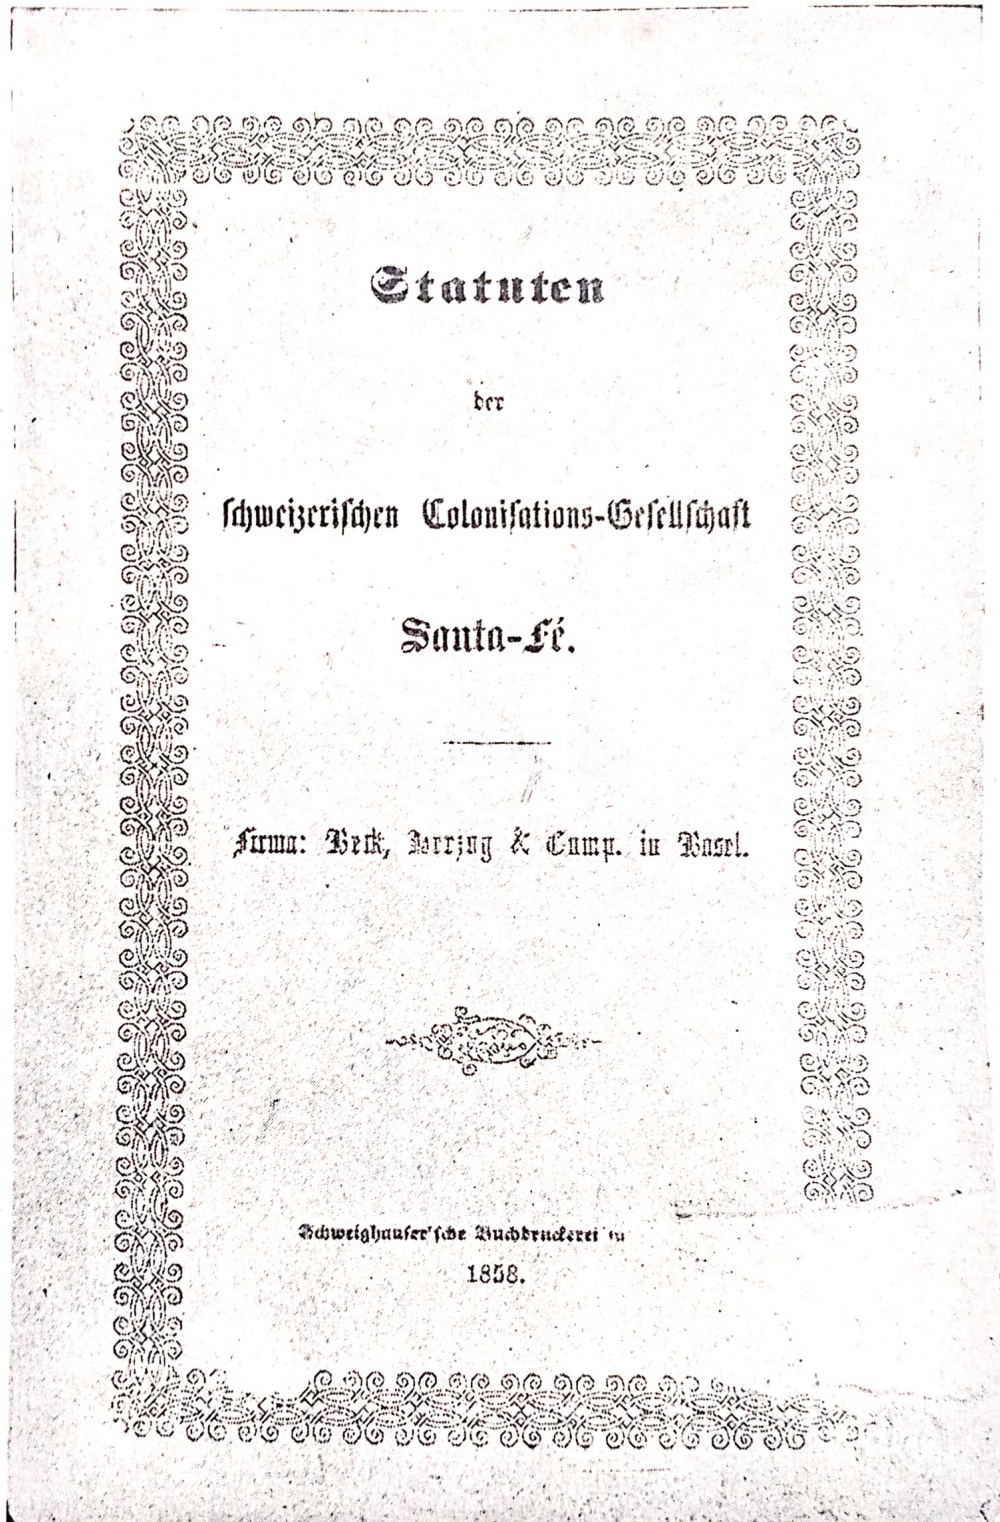 Statuten
der
schweizerischen Colonisations-Gesellschaft
Santa-Fé.
Firma: Beck, Herzog & Comp. in Basel.
Schweighauser'sche Buchdruckerei in
1858.